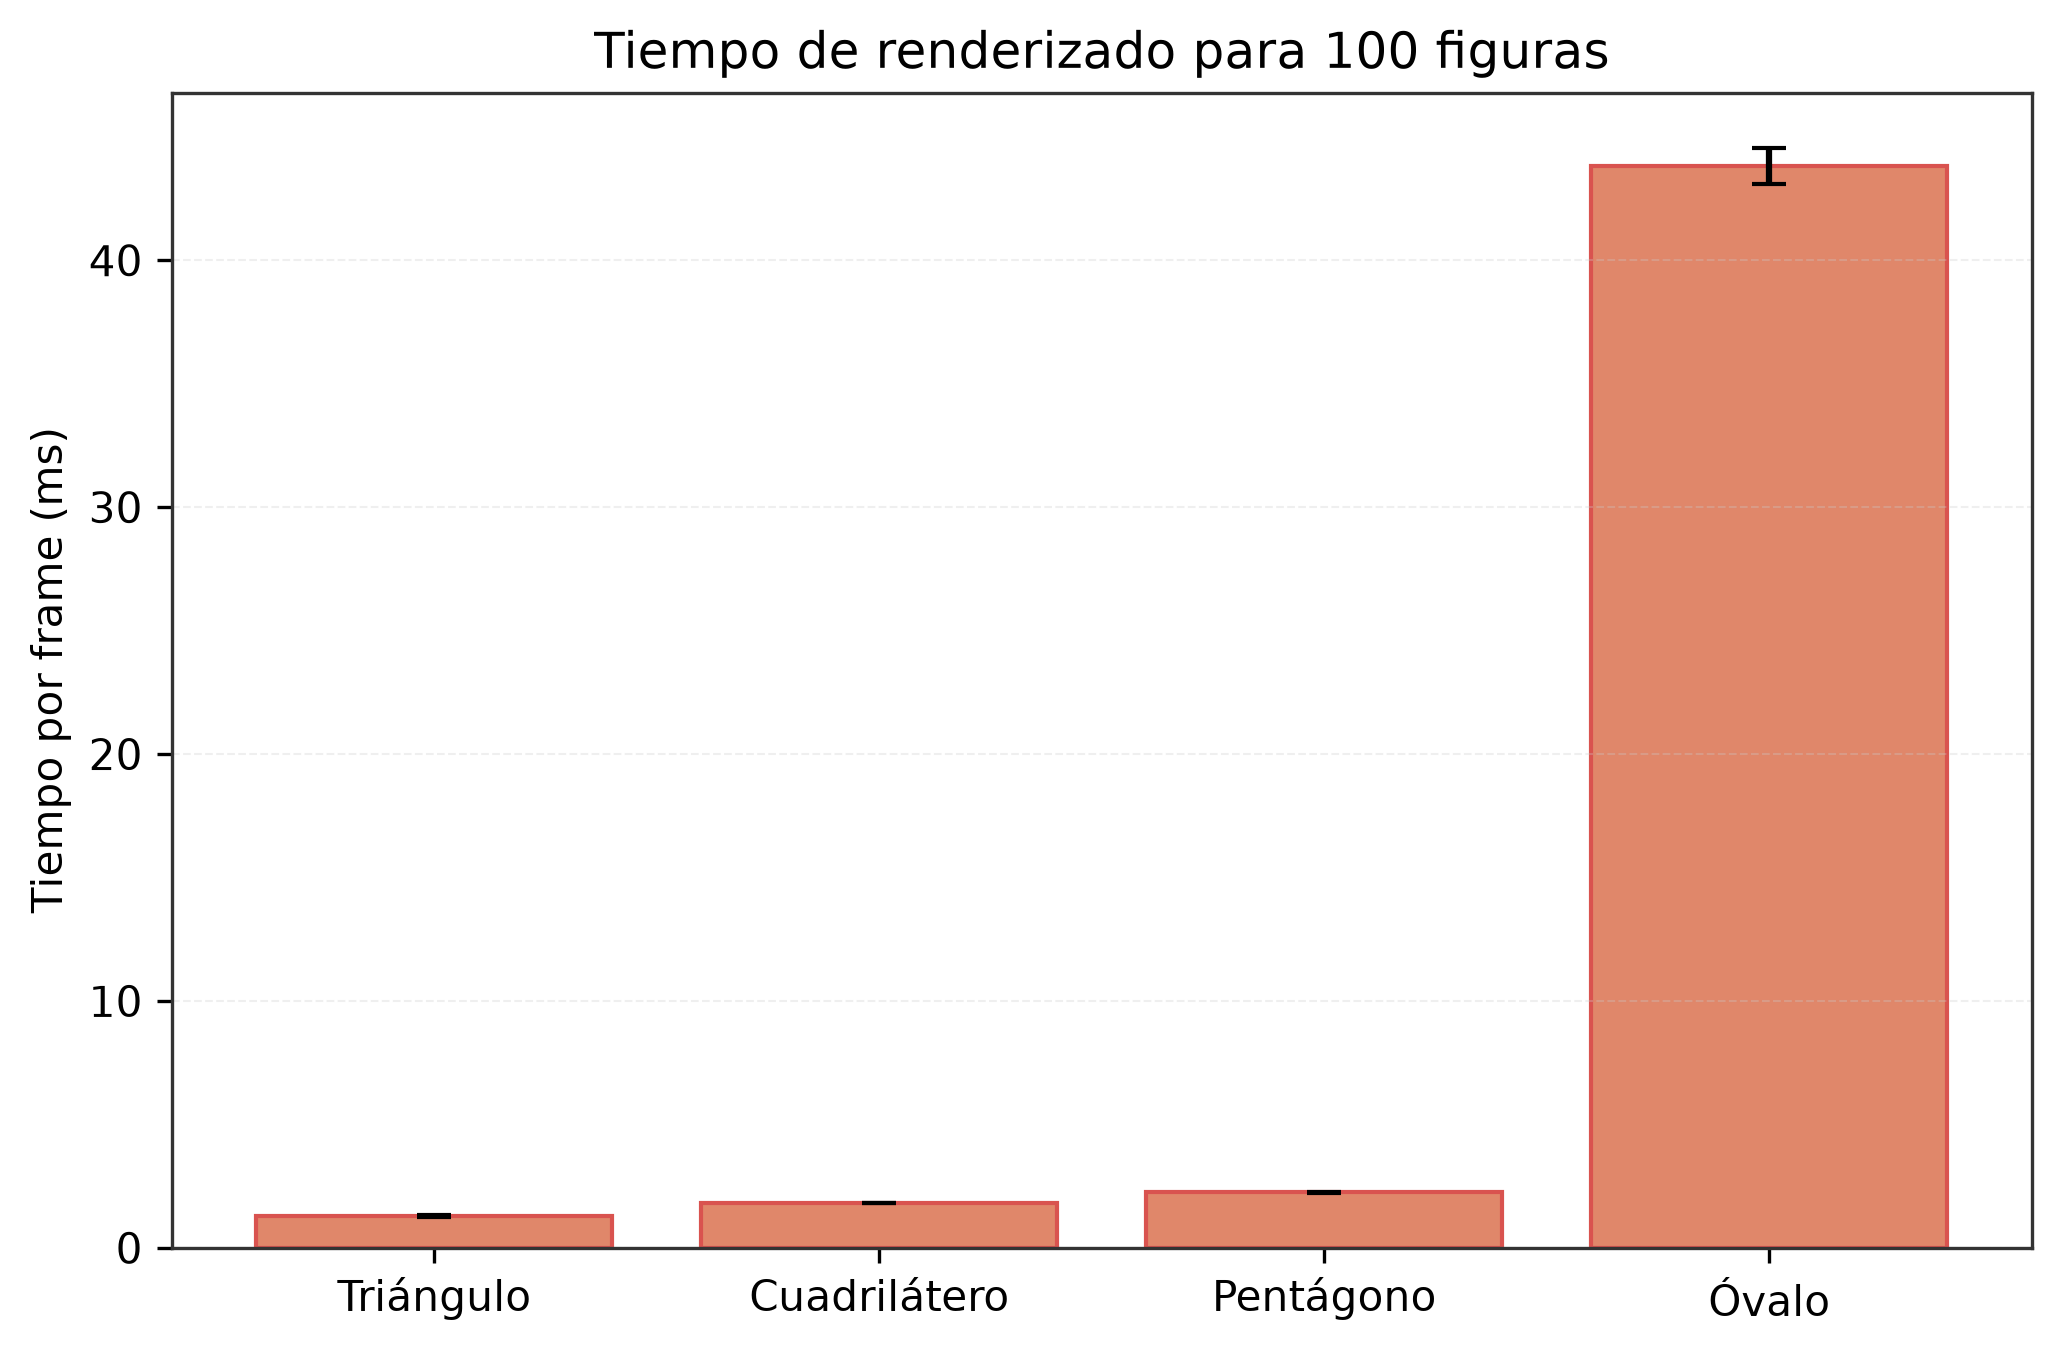 Tiempo de renderizado para 100 figuras
Tiempo por frame (ms)
40
30
20
10
0
Triángulo
Cuadrilátero
Pentágono
Óvalo